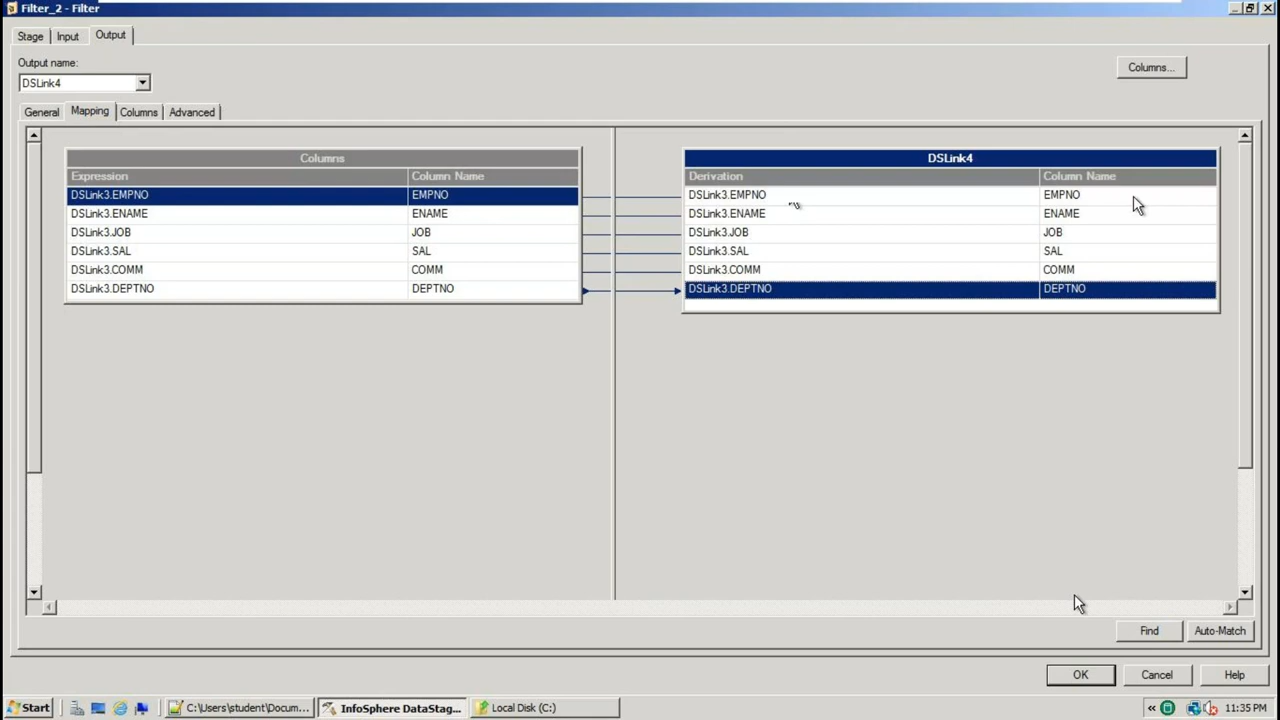 Filter_2 - Filter
Stage Input Output
Output name:
DSLink4
Columns...
General Mapping Columns Advanced
Columns
Expression Column Name
DSLink3.EMPNO EMPNO
DSLink3.ENAME ENAME
DSLink3.JOB JOB
DSLink3.SAL SAL
DSLink3.COMM COMM
DSLink3.DEPTNO DEPTNO
DSLink4
Derivation Column Name
DSLink3.EMPNO EMPNO
DSLink3.ENAME ENAME
DSLink3.JOB JOB
DSLink3.SAL SAL
DSLink3.COMM COMM
DSLink3.DEPTNO DEPTNO
Find Auto-Match
OK Cancel Help
Start C:\Users\student\Docum... InfoSphere DataStag... Local Disk (C:) 11:35 PM